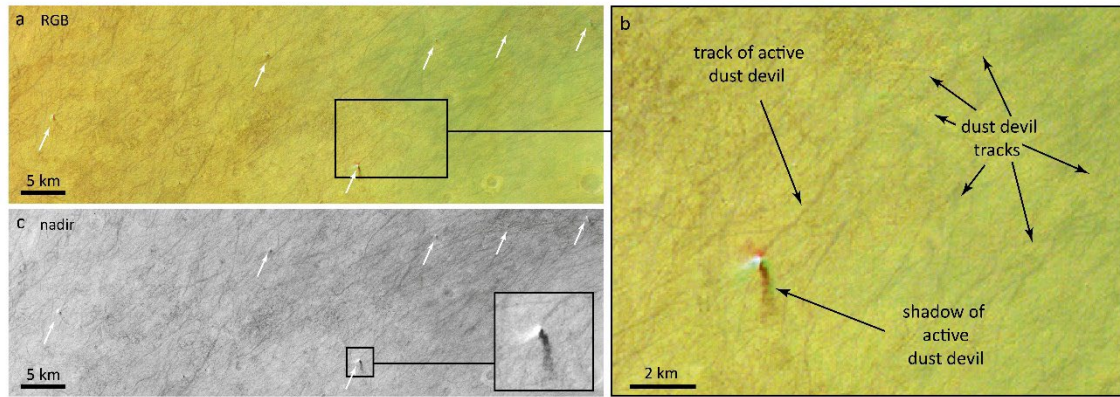 a RGB
5 km
c nadir
5 km
b
track of active
dust devil
dust devil
tracks
shadow of
active
dust devil
2 km